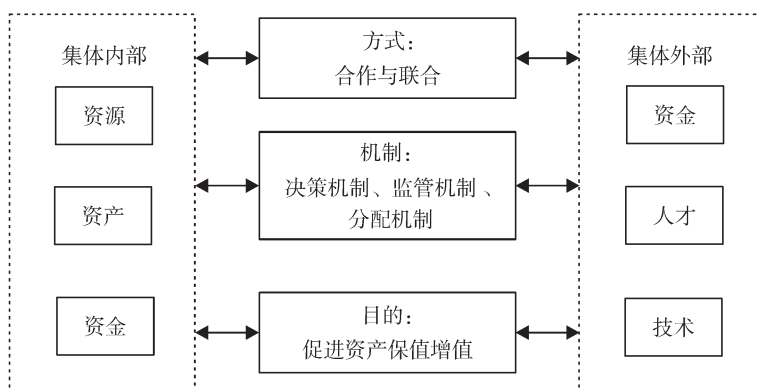 集体内部
资源
资产
资金
方式：
合作与联合
机制：
决策机制、监管机制、
分配机制
目的：
促进资产保值增值
集体外部
资金
人才
技术